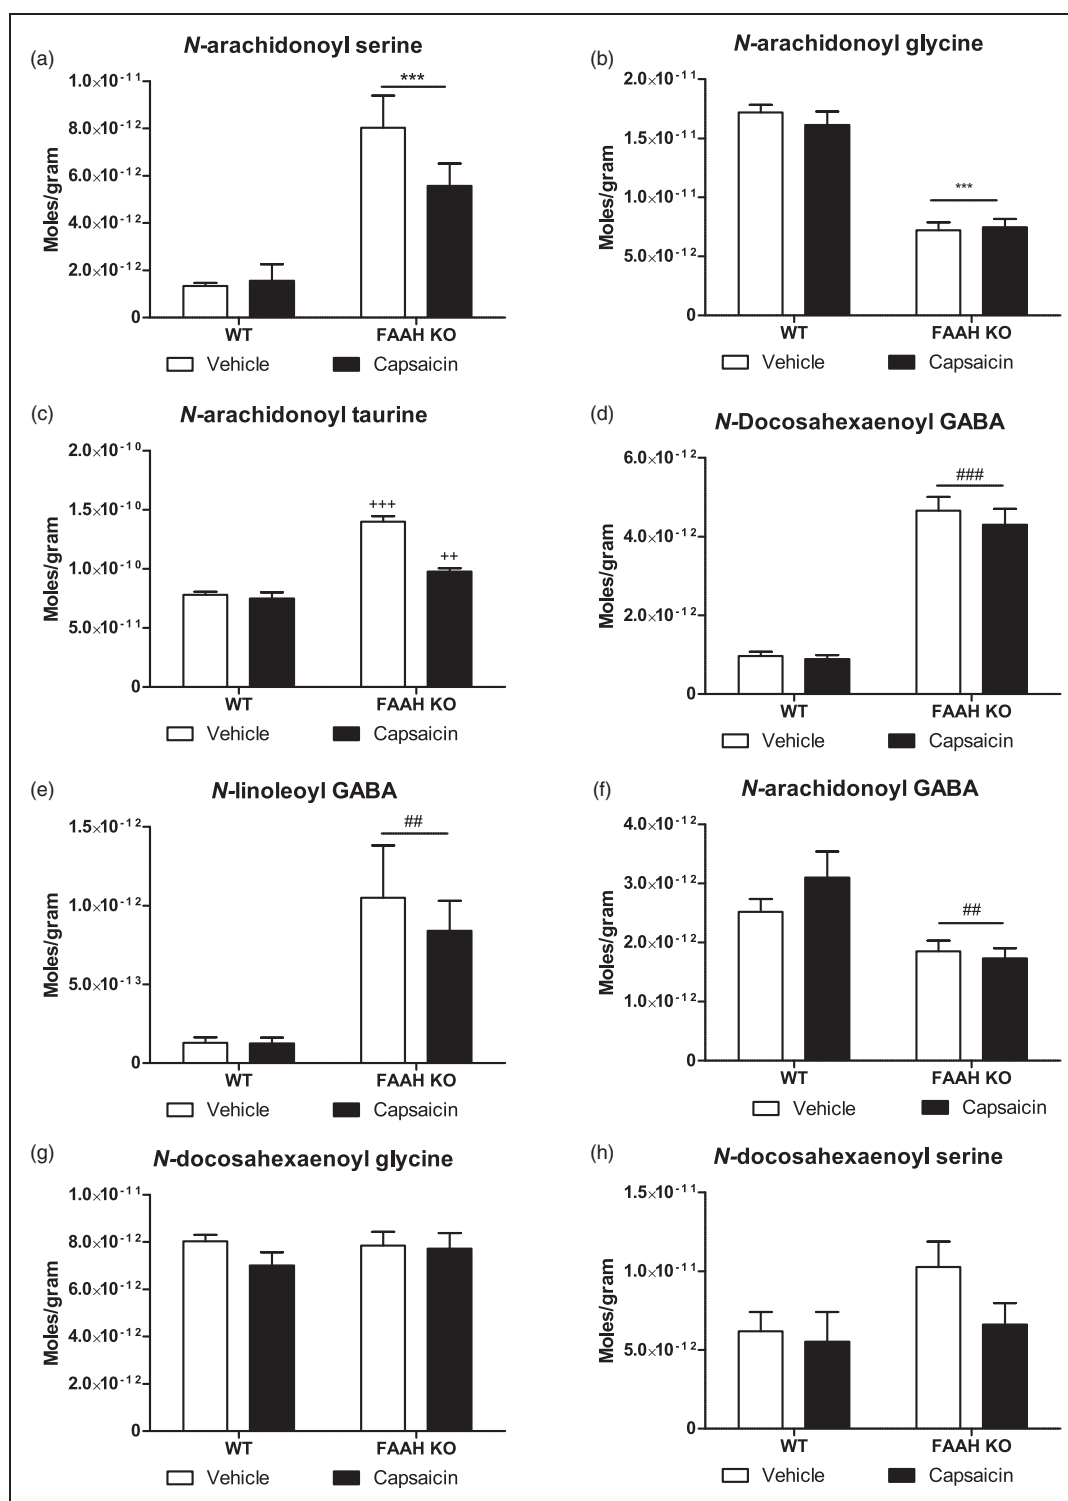 (a)
N-arachidonoyl serine
1.0×10⁻¹¹
8.0×10⁻¹²
6.0×10⁻¹²
4.0×10⁻¹²
2.0×10⁻¹²
0
Moles/gram
***
WT
FAAH KO
Vehicle Capsaicin
(b)
N-arachidonoyl glycine
2.0×10⁻¹¹
1.5×10⁻¹¹
1.0×10⁻¹¹
5.0×10⁻¹²
0
Moles/gram
***
WT
FAAH KO
Vehicle Capsaicin
(c)
N-arachidonoyl taurine
2.0×10⁻¹⁰
1.5×10⁻¹⁰
1.0×10⁻¹⁰
5.0×10⁻¹¹
0
Moles/gram
+++
++
WT
FAAH KO
Vehicle Capsaicin
(d)
N-Docosahexaenoyl GABA
6.0×10⁻¹²
4.0×10⁻¹²
2.0×10⁻¹²
0
Moles/gram
###
WT
FAAH KO
Vehicle Capsaicin
(e)
N-linoleoyl GABA
1.5×10⁻¹²
1.0×10⁻¹²
5.0×10⁻¹³
0
Moles/gram
##
WT
FAAH KO
Vehicle Capsaicin
(f)
N-arachidonoyl GABA
4.0×10⁻¹²
3.0×10⁻¹²
2.0×10⁻¹²
1.0×10⁻¹²
0
Moles/gram
##
WT
FAAH KO
Vehicle Capsaicin
(g)
N-docosahexaenoyl glycine
1.0×10⁻¹¹
8.0×10⁻¹²
6.0×10⁻¹²
4.0×10⁻¹²
2.0×10⁻¹²
0
Moles/gram
WT
FAAH KO
Vehicle Capsaicin
(h)
N-docosahexaenoyl serine
1.5×10⁻¹¹
1.0×10⁻¹¹
5.0×10⁻¹²
0
Moles/gram
WT
FAAH KO
Vehicle Capsaicin